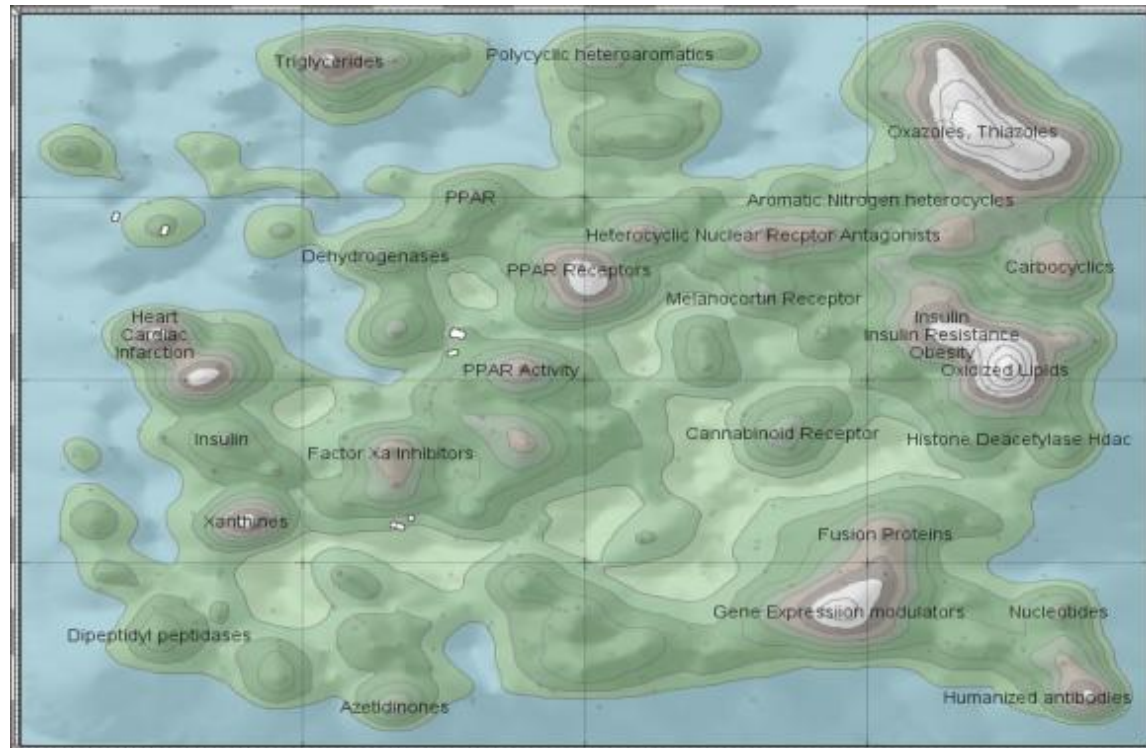 Triglycerides
Polycyclic heteroaromatics
Oxazoles, Thiazoles
PPAR
Aromatic Nitrogen heterocycles
Heterocyclic Nuclear Recptor Antagonists
Dehydrogenases
PPAR Receptors
Carbocyclics
Melanocortin Receptor
Heart
Cardiac
Infarction
Insulin
Insulin Resistance
Obesity
Oxidized Lipids
PPAR Activity
Insulin
Factor Xa Inhibitors
Cannabinoid Receptor
Histone Deacetylase Hdac
Xanthines
Fusion Proteins
Gene Expressiion modulators
Nucleotides
Dipeptidyl peptidases
Azetidinones
Humanized antibodies